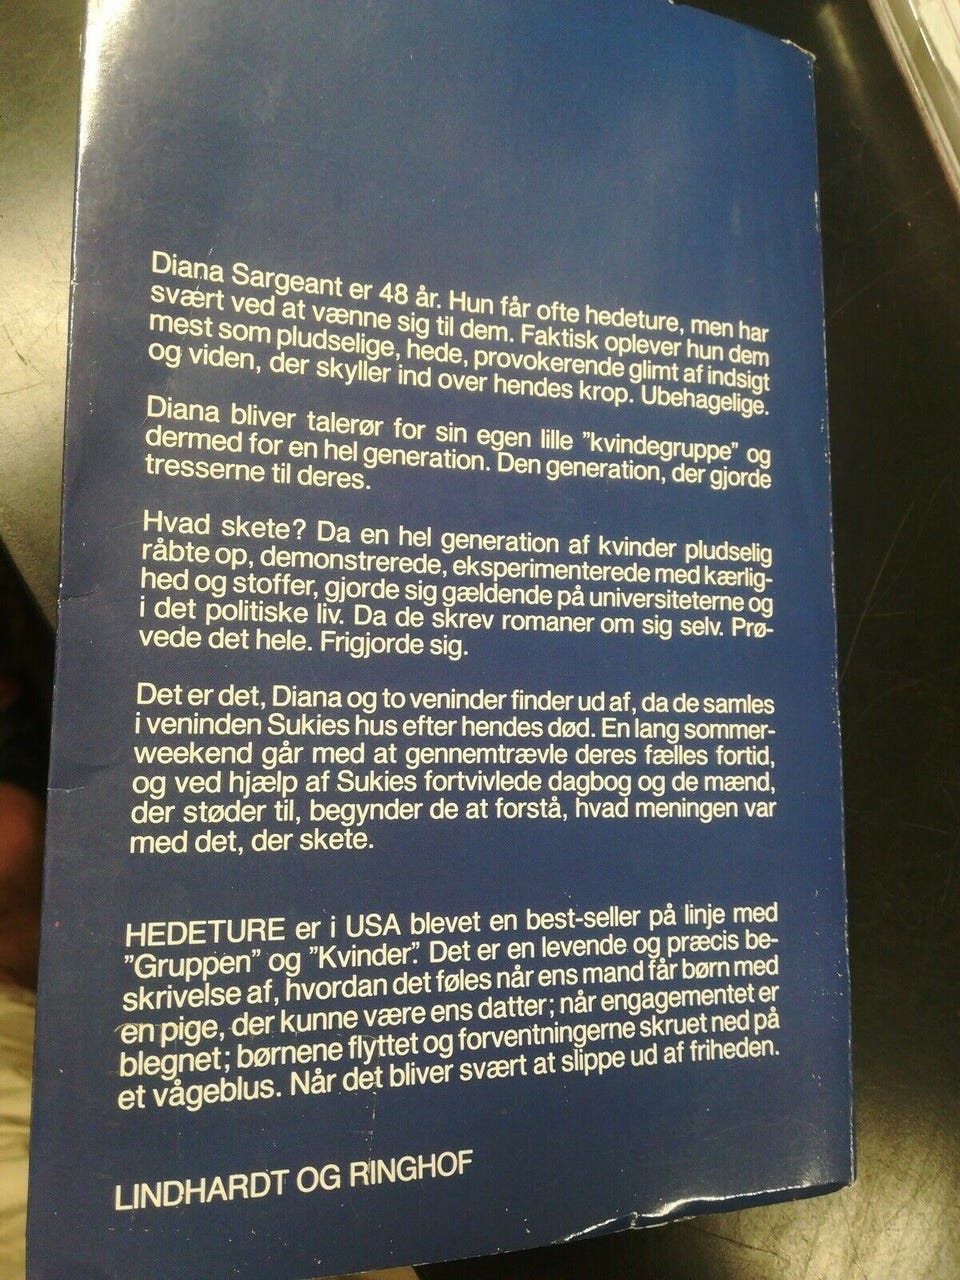 Diana Sargeant er 48 år. Hun får ofte hedeture, men har
svært ved at vænne sig til dem. Faktisk oplever hun dem
mest som pludselige, hede, provokerende glimt af indsigt
og viden, der skyller ind over hendes krop. Ubehagelige.
Diana bliver talerør for sin egen lille ”kvindegruppe” og
dermed for en hel generation. Den generation, der gjorde
tresserne til deres.
Hvad skete? Da en hel generation af kvinder pludselig
råbte op, demonstrerede, eksperimenterede med kærlig-
hed og stoffer, gjorde sig gældende på universiteterne og
i det politiske liv. Da de skrev romaner om sig selv. Prø-
vede det hele. Frigjorde sig.
Det er det, Diana og to veninder finder ud af, da de samles
i veninden Sukies hus efter hendes død. En lang sommer-
weekend går med at gennemtrævle deres fælles fortid,
og ved hjælp af Sukies fortvivlede dagbog og de mænd,
der støder til, begynder de at forstå, hvad meningen var
med det, der skete.
HEDETURE er i USA blevet en best-seller på linje med
”Gruppen” og ”Kvinder”. Det er en levende og præcis be-
skrivelse af, hvordan det føles når ens mand får børn med
en pige, der kunne være ens datter; når engagementet er
blegnet; børnene flyttet og forventningerne skruet ned på
et vågeblus. Når det bliver svært at slippe ud af friheden.
LINDHARDT OG RINGHOF